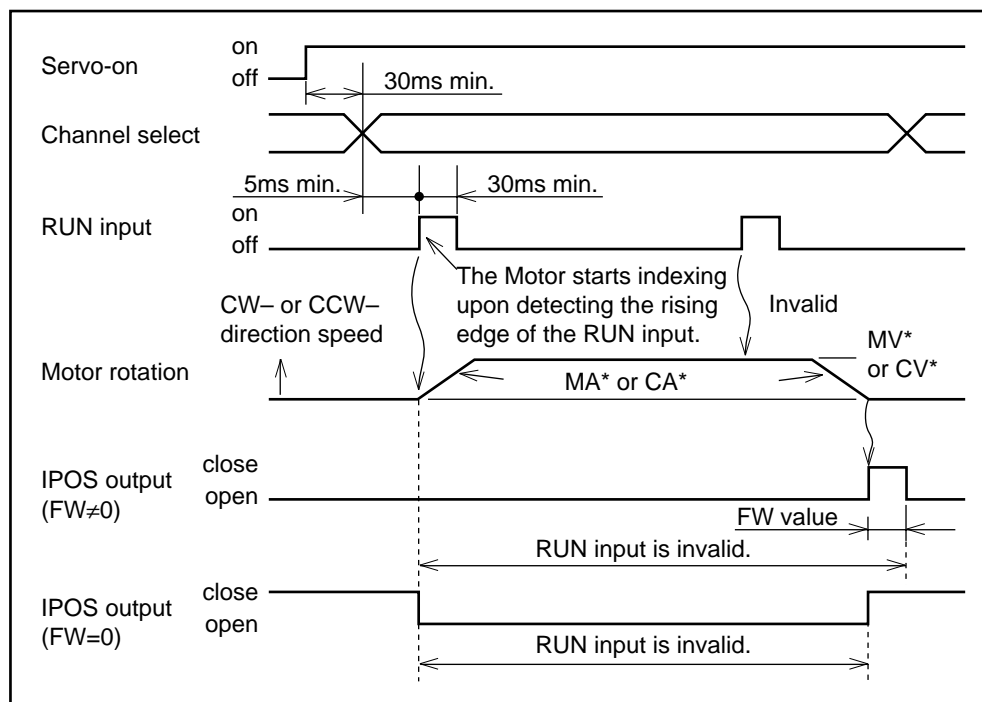 Servo-on
on
off
30ms min.
Channel select
5ms min.
30ms min.
RUN input
on
off
The Motor starts indexing
upon detecting the rising
edge of the RUN input.
Invalid
CW– or CCW–
direction speed
Motor rotation
MA* or CA*
MV*
or CV*
IPOS output
(FW≠0)
close
open
FW value
RUN input is invalid.
IPOS output
(FW=0)
close
open
RUN input is invalid.